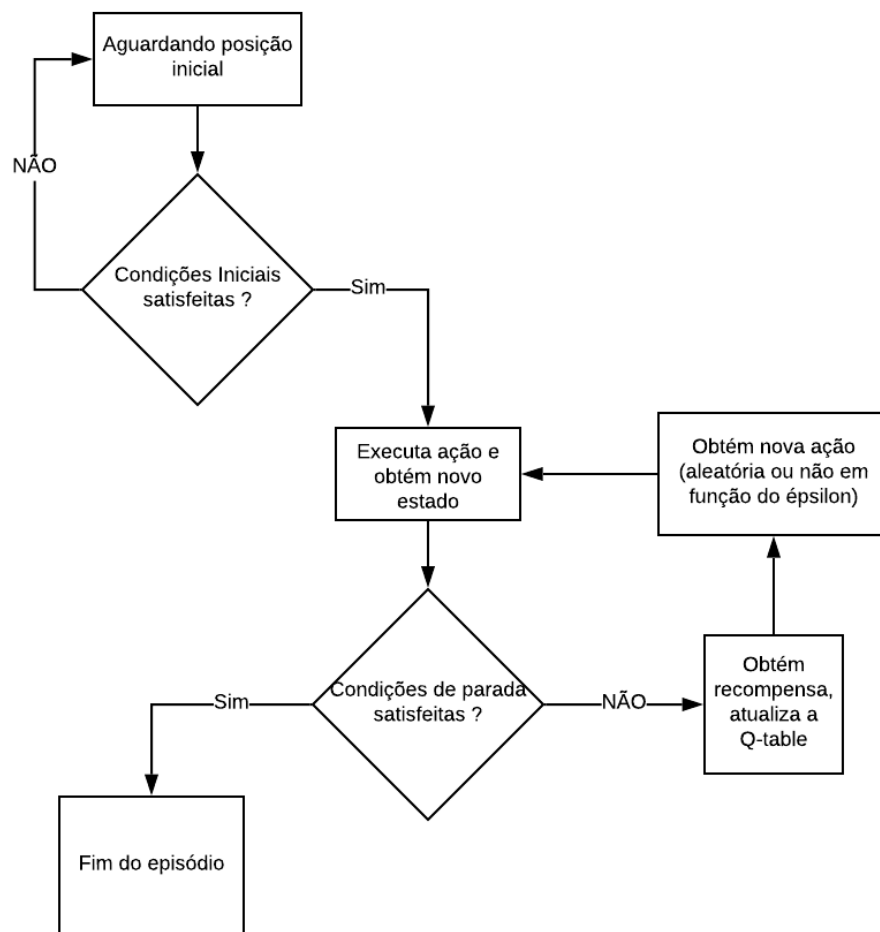 Aguardando posição
inicial
NÃO
Condições Iniciais
satisfeitas ?
Sim
Executa ação e
obtém novo
estado
Obtém nova ação
(aleatória ou não em
função do épsilon)
Condições de parada
satisfeitas ?
Sim
NÃO
Obtém
recompensa,
atualiza a
Q-table
Fim do episódio